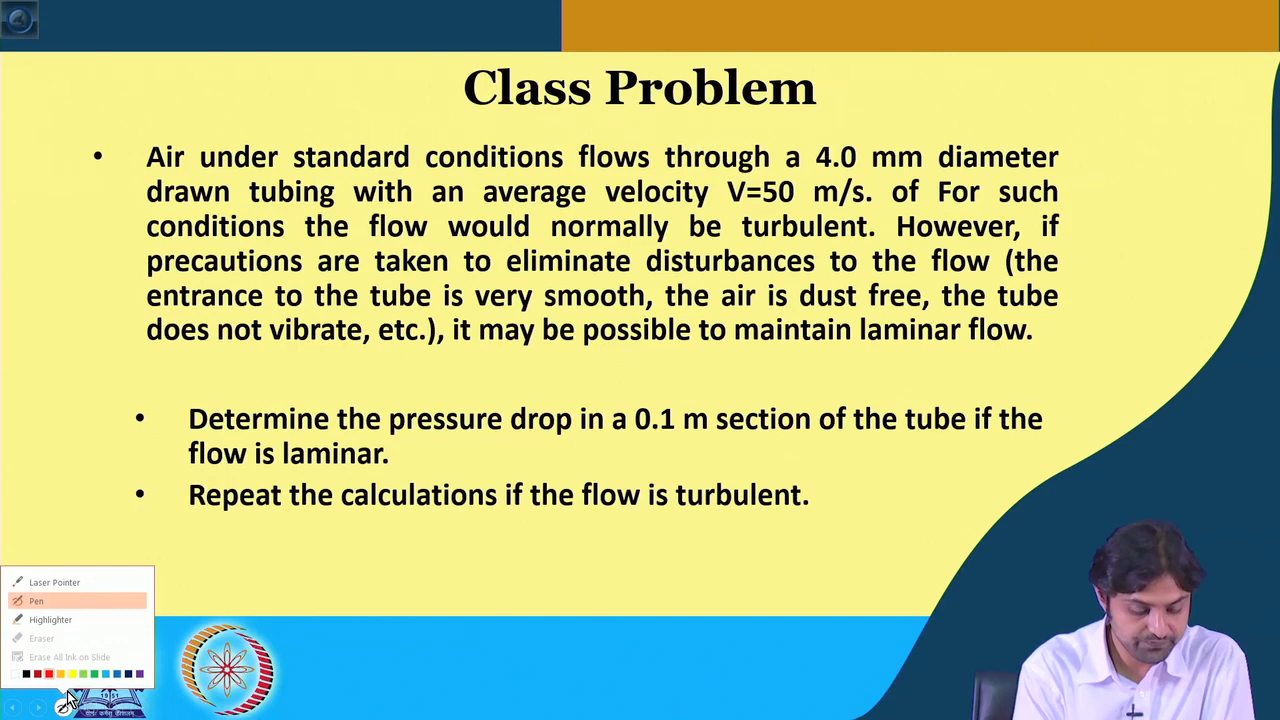 Class Problem
• Air under standard conditions flows through a 4.0 mm diameter
drawn tubing with an average velocity V=50 m/s. of For such
conditions the flow would normally be turbulent. However, if
precautions are taken to eliminate disturbances to the flow (the
entrance to the tube is very smooth, the air is dust free, the tube
does not vibrate, etc.), it may be possible to maintain laminar flow.
• Determine the pressure drop in a 0.1 m section of the tube if the
flow is laminar.
• Repeat the calculations if the flow is turbulent.
Laser Pointer
Pen
Highlighter
Eraser
Erase All Ink on Slide
1951